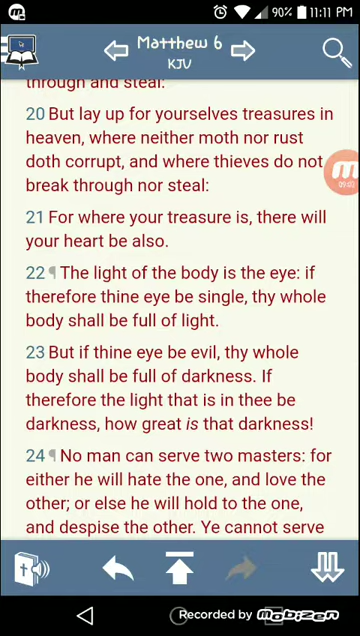 90% 11:11 PM
Matthew 6
KJV
through and steal:
20 But lay up for yourselves treasures in
heaven, where neither moth nor rust
doth corrupt, and where thieves do not
break through nor steal:
21 For where your treasure is, there will
your heart be also.
22 ¶ The light of the body is the eye: if
therefore thine eye be single, thy whole
body shall be full of light.
23 But if thine eye be evil, thy whole
body shall be full of darkness. If
therefore the light that is in thee be
darkness, how great is that darkness!
24 ¶ No man can serve two masters: for
either he will hate the one, and love the
other; or else he will hold to the one,
and despise the other. Ye cannot serve
Recorded by mobizen